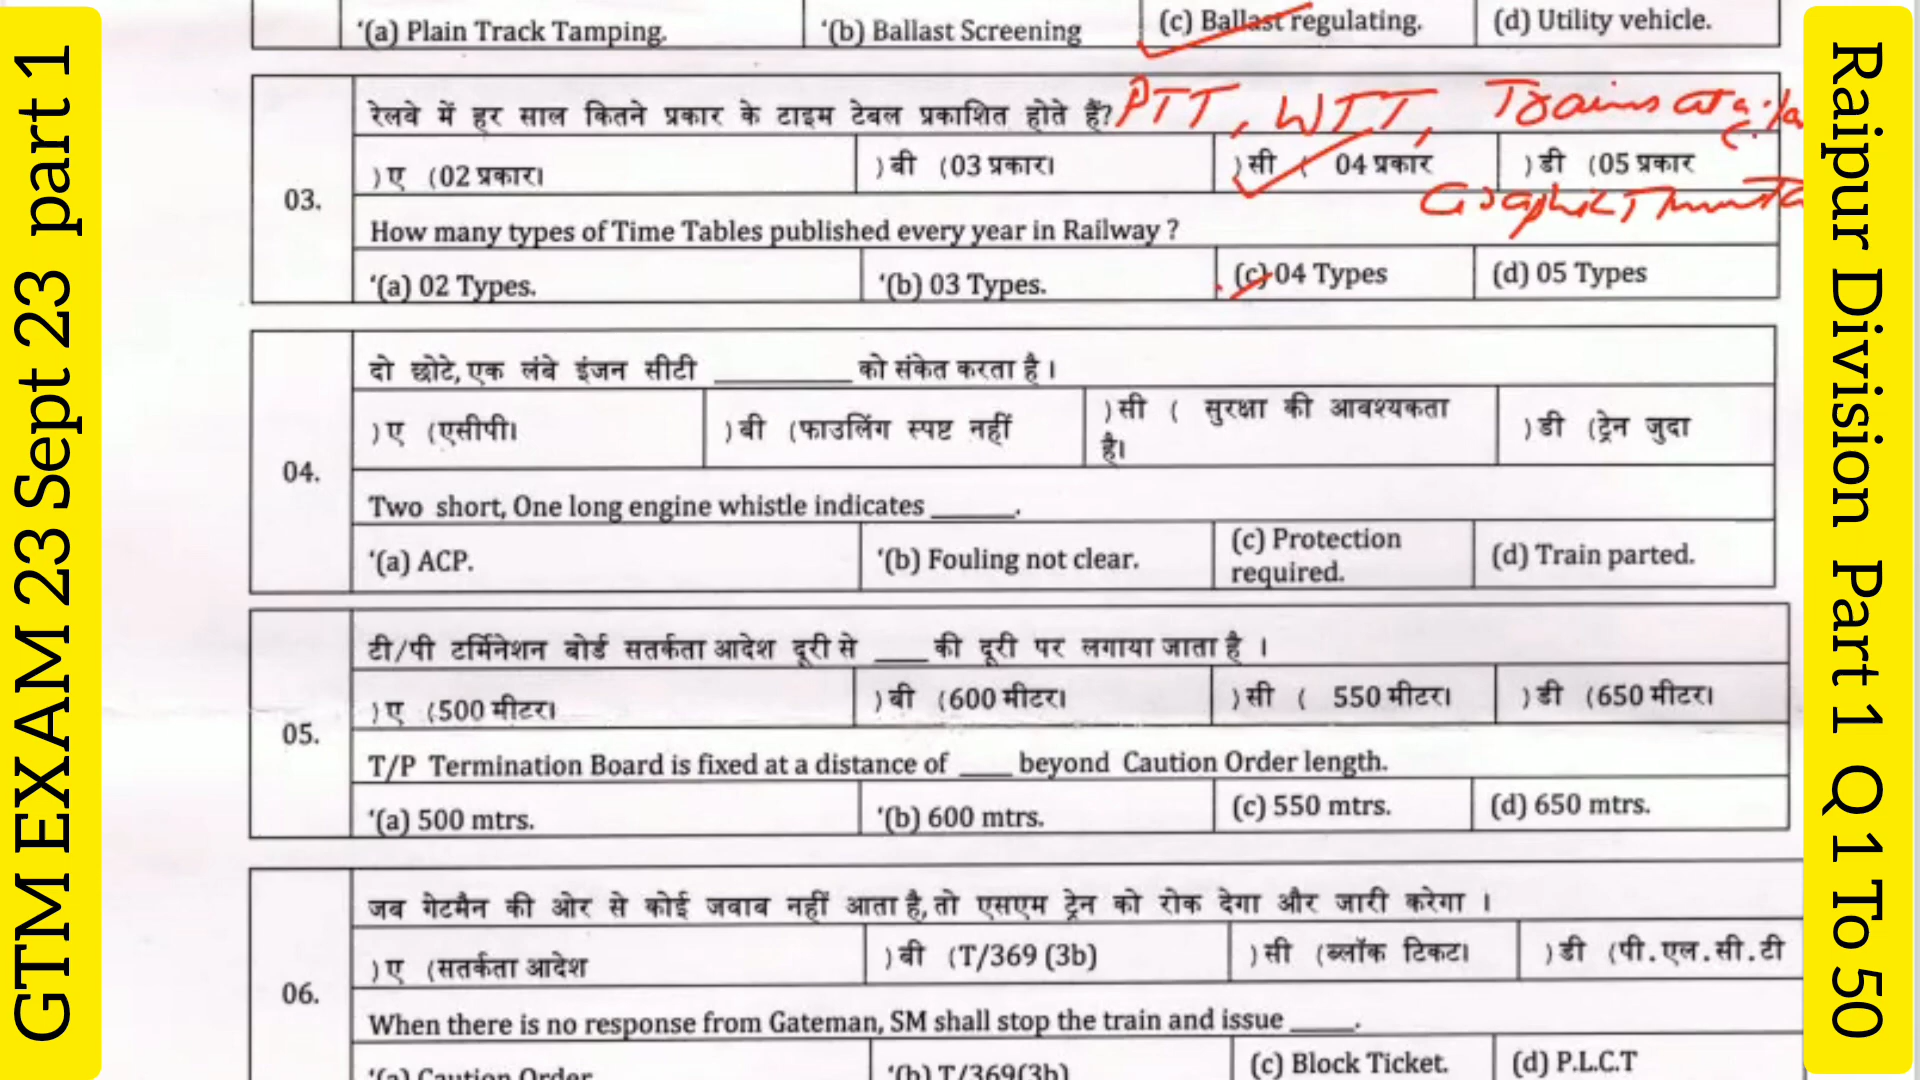 GTM EXAM 23 Sept 23 part 1
'(a) Plain Track Tamping.
'(b) Ballast Screening
(c) Ballast regulating.
(d) Utility vehicle.
03.
रेलवे में हर साल कितने प्रकार के टाइम टेबल प्रकाशित होते हैं?
PTT, WTT, Trains at a
)ए (02 प्रकार।
)बी (03 प्रकार।
)सी ( 04 प्रकार
)डी (05 प्रकार
How many types of Time Tables published every year in Railway ?
'(a) 02 Types.
'(b) 03 Types.
(c) 04 Types
(d) 05 Types
04.
दो छोटे, एक लंबे इंजन सीटी ________ को संकेत करता है ।
)ए (एसीपी।
)बी (फाउलिंग स्पष्ट नहीं
)सी ( सुरक्षा की आवश्यकता
है।
)डी (ट्रेन जुदा
Two short, One long engine whistle indicates ______.
'(a) ACP.
'(b) Fouling not clear.
(c) Protection
required.
(d) Train parted.
05.
टी/पी टर्मिनेशन बोर्ड सतर्कता आदेश दूरी से ____ की दूरी पर लगाया जाता है ।
)ए (500 मीटर।
)बी (600 मीटर।
)सी ( 550 मीटर।
)डी (650 मीटर।
T/P Termination Board is fixed at a distance of ____ beyond Caution Order length.
'(a) 500 mtrs.
'(b) 600 mtrs.
(c) 550 mtrs.
(d) 650 mtrs.
06.
जब गेटमैन की ओर से कोई जवाब नहीं आता है, तो एसएम ट्रेन को रोक देगा और जारी करेगा ।
)ए (सतर्कता आदेश
)बी (T/369 (3b)
)सी (ब्लॉक टिकट।
)डी (पी.एल.सी.टी
When there is no response from Gateman, SM shall stop the train and issue _____.
'(a) Caution Order
'(b) T/369(3b)
(c) Block Ticket.
(d) P.L.C.T
Raipur Division Part 1 Q 1 To 50